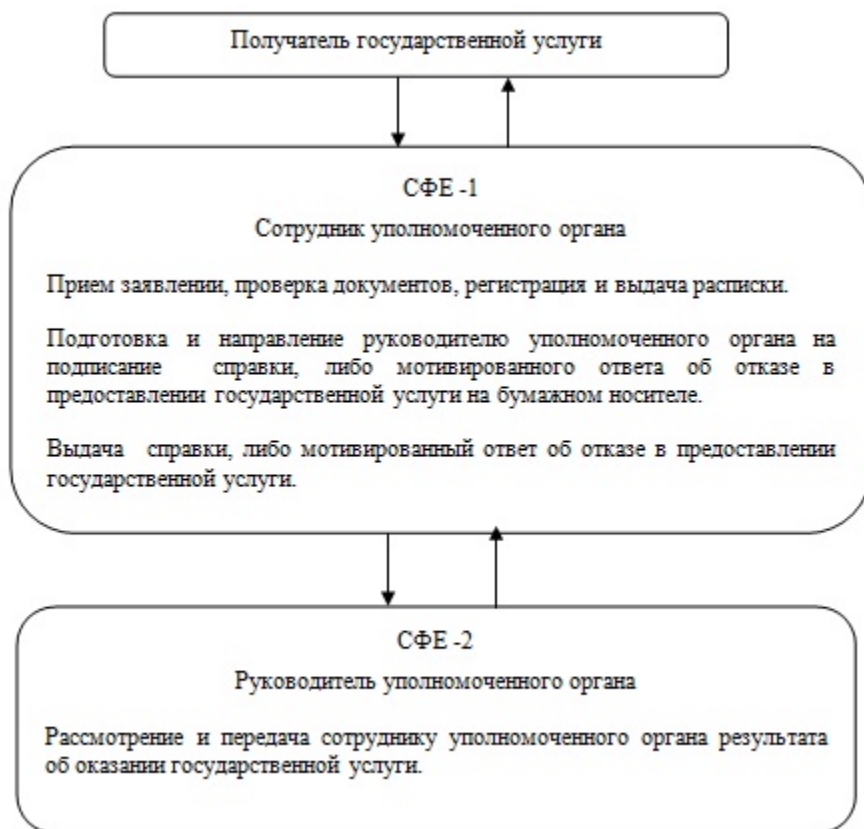 Получатель государственной услуги
СФЕ -1
Сотрудник уполномоченного органа
Прием заявлении, проверка документов, регистрация и выдача расписки.
Подготовка и направление руководителю уполномоченного органа на
подписание справки, либо мотивированного ответа об отказе в
предоставлении государственной услуги на бумажном носителе.
Выдача справки, либо мотивированный ответ об отказе в предоставлении
государственной услуги.
СФЕ -2
Руководитель уполномоченного органа
Рассмотрение и передача сотруднику уполномоченного органа результата
об оказании государственной услуги.